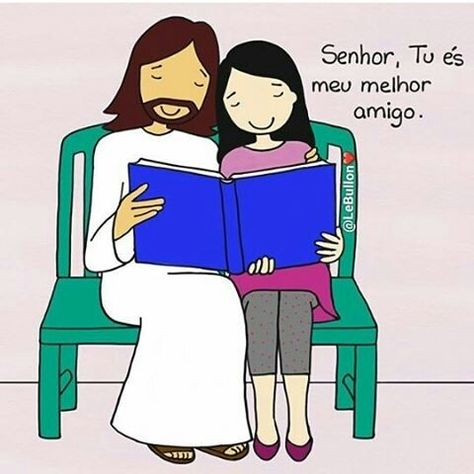 Senhor, Tu és
meu melhor
amigo.
@LeBullon